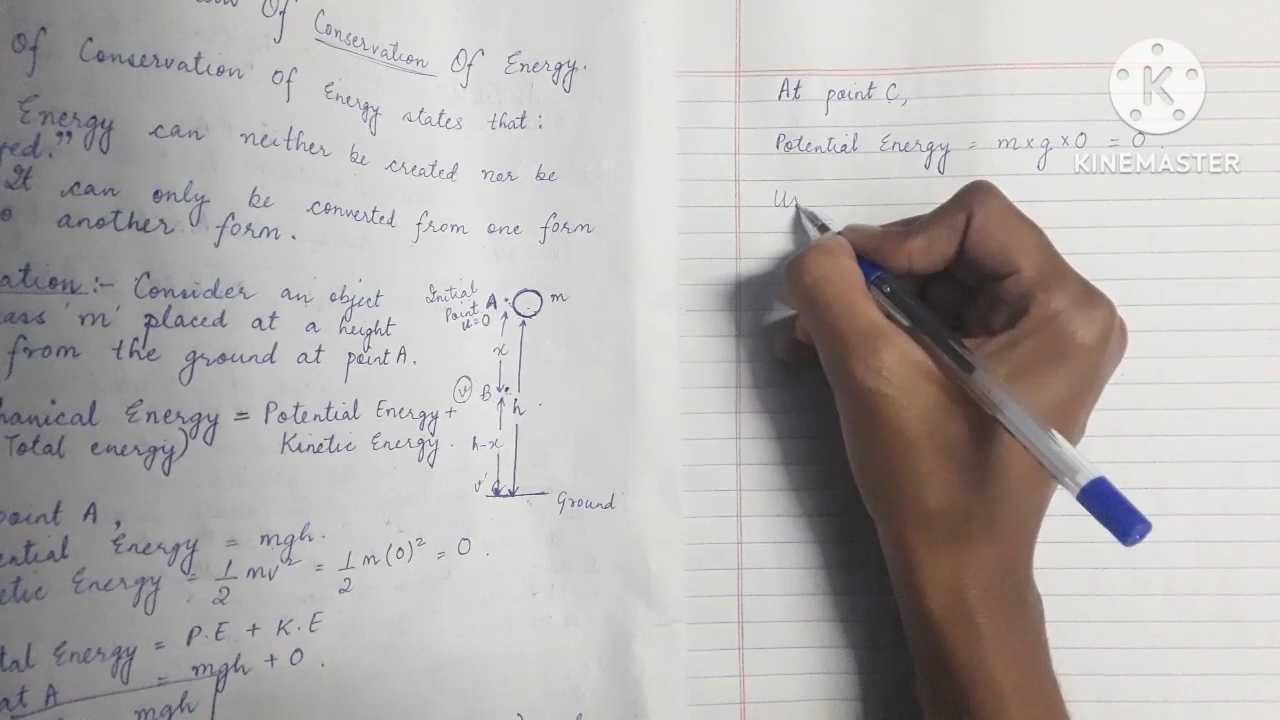 Of Conservation Of Energy.
Of Conservation of Energy states that:
Energy can neither be created nor be
ed."
It can only be converted from one form
another form.
ation:- Consider an object
ass 'm' placed at a height
from the ground at point A.
hanical Energy = Potential Energy +
Total energy) Kinetic Energy.
Initial
Point A m
u=0
x
v B
h
h-x
v' C
Ground
point A,
ential Energy = mgh.
etic Energy = 1/2 mv² = 1/2 m(0)² = 0.
tal Energy = P.E + K.E
at A = mgh + 0.
mgh
At point C,
Potential Energy = m×g×0 = 0.
Us
K
KINEMASTER